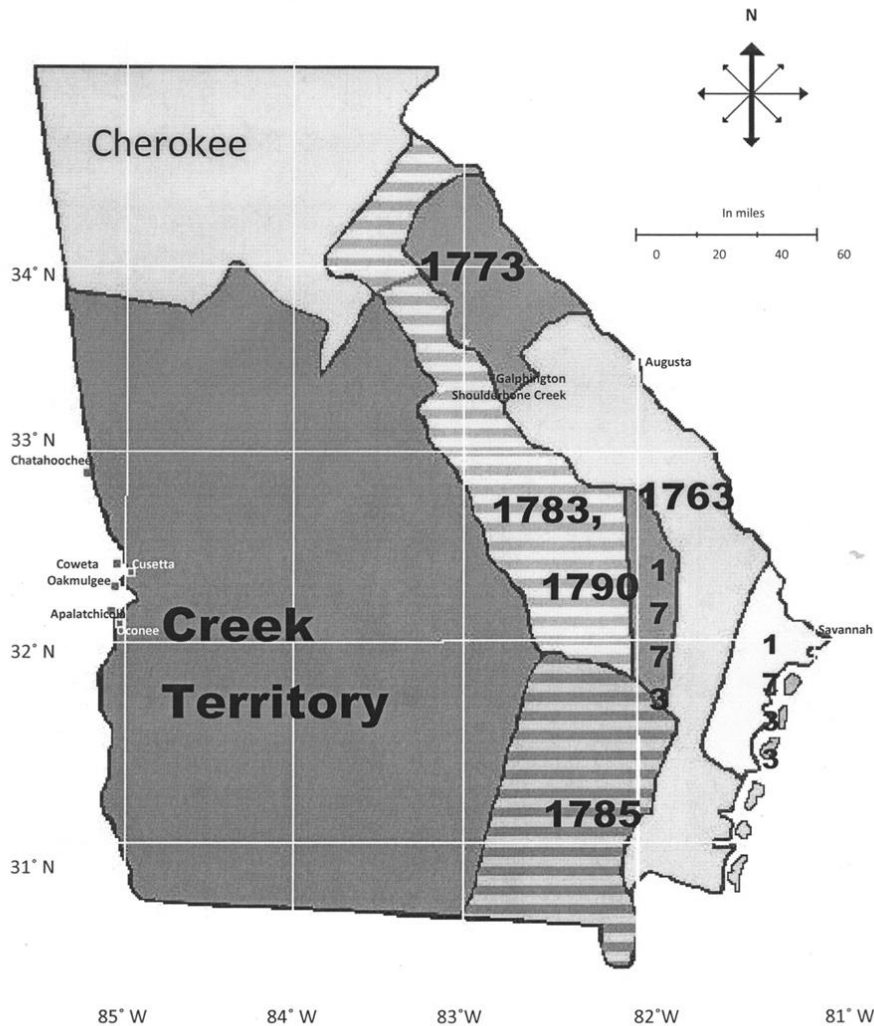 N
Cherokee
In miles
0 20 40 60
34° N
1773
Augusta
Galphington
Shoulderbone Creek
33° N
Chatahoochee
1763
1783,
1790
1
7
7
3
Coweta
Cusetta
Oakmulgee
Apalatchicola
Oconee
Creek
Territory
32° N
Savannah
1
7
3
3
1785
31° N
85° W 84° W 83° W 82° W 81° W